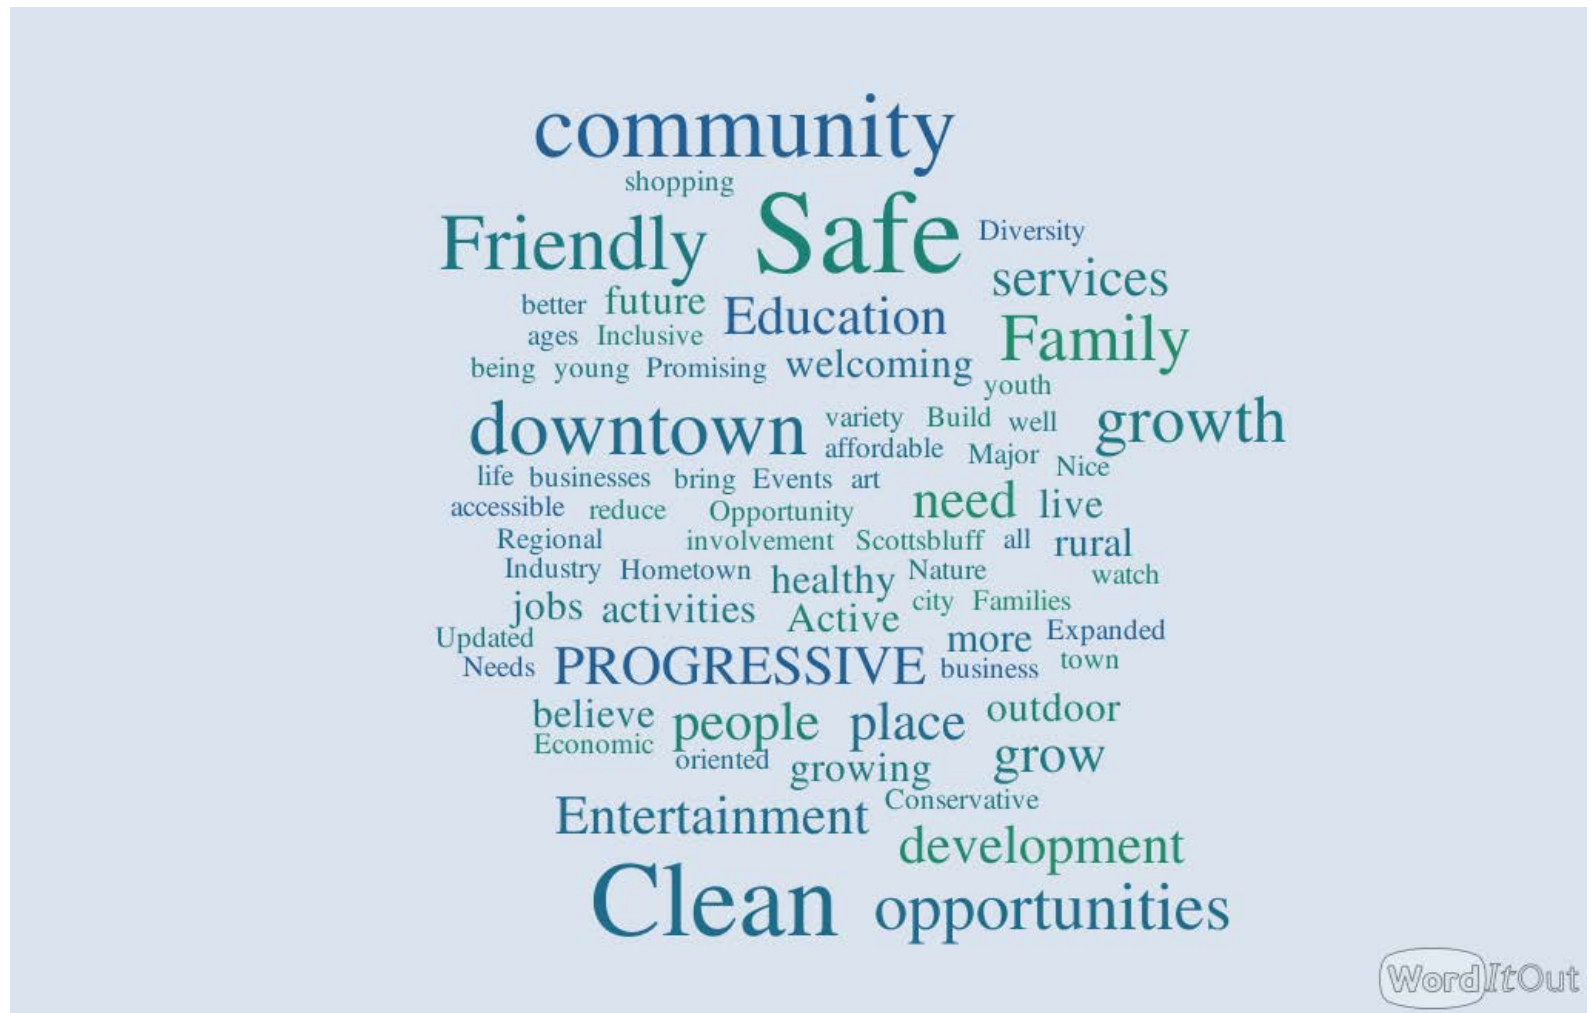 community
shopping
Friendly Safe Diversity
services
better future Education
Family
ages Inclusive
being young Promising welcoming
youth
downtown variety Build well growth
affordable Major Nice
life businesses bring Events art
accessible reduce Opportunity need live
Regional involvement Scottsbluff all rural
Industry Hometown healthy Nature watch
jobs activities Active city Families
Updated PROGRESSIVE more Expanded
Needs business town
believe people place outdoor
Economic oriented growing grow
Entertainment Conservative
development
Clean opportunities
WordItOut